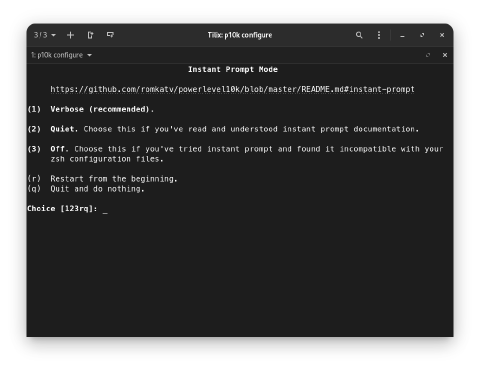 3 / 3
Tilix: p10k configure
1: p10k configure
Instant Prompt Mode
https://github.com/romkatv/powerlevel10k/blob/master/README.md#instant-prompt
(1) Verbose (recommended).
(2) Quiet. Choose this if you've read and understood instant prompt documentation.
(3) Off. Choose this if you've tried instant prompt and found it incompatible with your
zsh configuration files.
(r) Restart from the beginning.
(q) Quit and do nothing.
Choice [123rq]: _